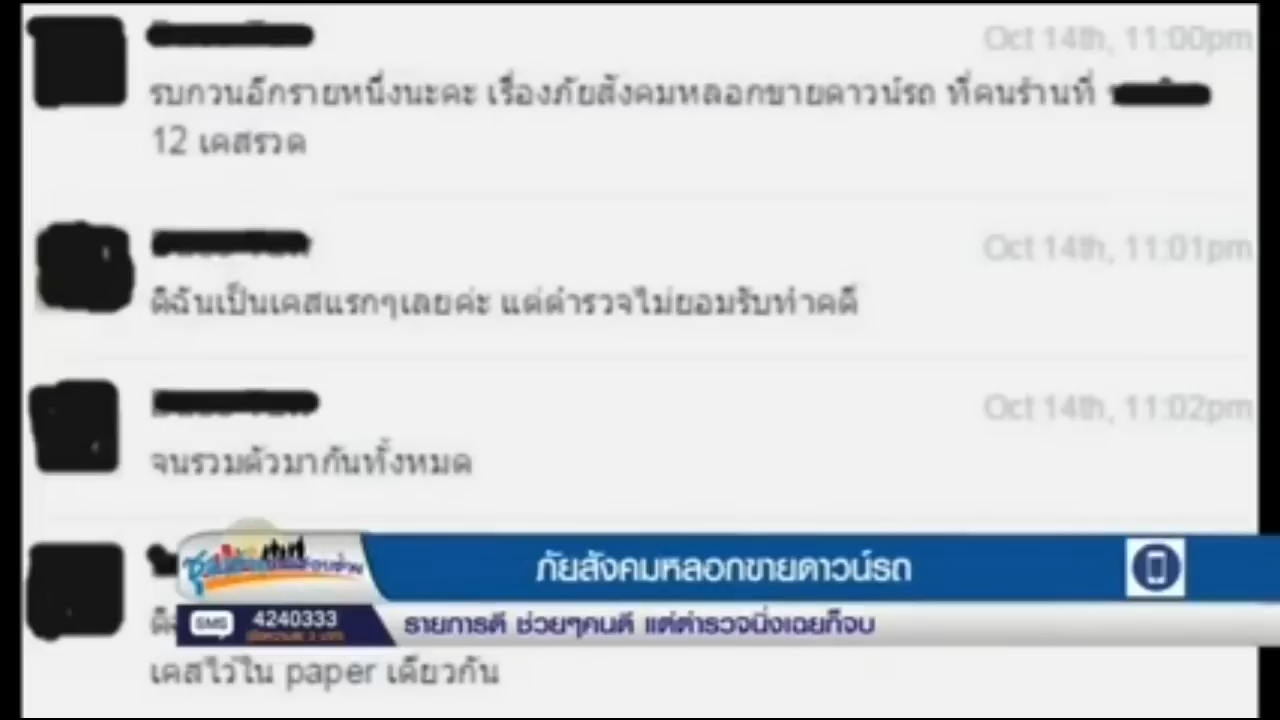 Oct 14th, 11:00pm
รบกวนอีกรายหนึ่งนะคะ เรื่องภัยสังคมหลอกขายดาวน์รถ ที่คนร้านที่
12 เคสรวด
Oct 14th, 11:01pm
ดิฉันเป็นเคสแรกๆเลยค่ะ แต่ตำรวจไม่ยอมรับทำคดี
Oct 14th, 11:02pm
จนรวมตัวมากันทั้งหมด
ภัยสังคมหลอกขายดาวน์รถ
SMS 4240333
รายการดี ช่วยๆคนดี แต่ตำรวจนิ่งเฉยก็จบ
เคสไว้ใน paper เดียวกัน